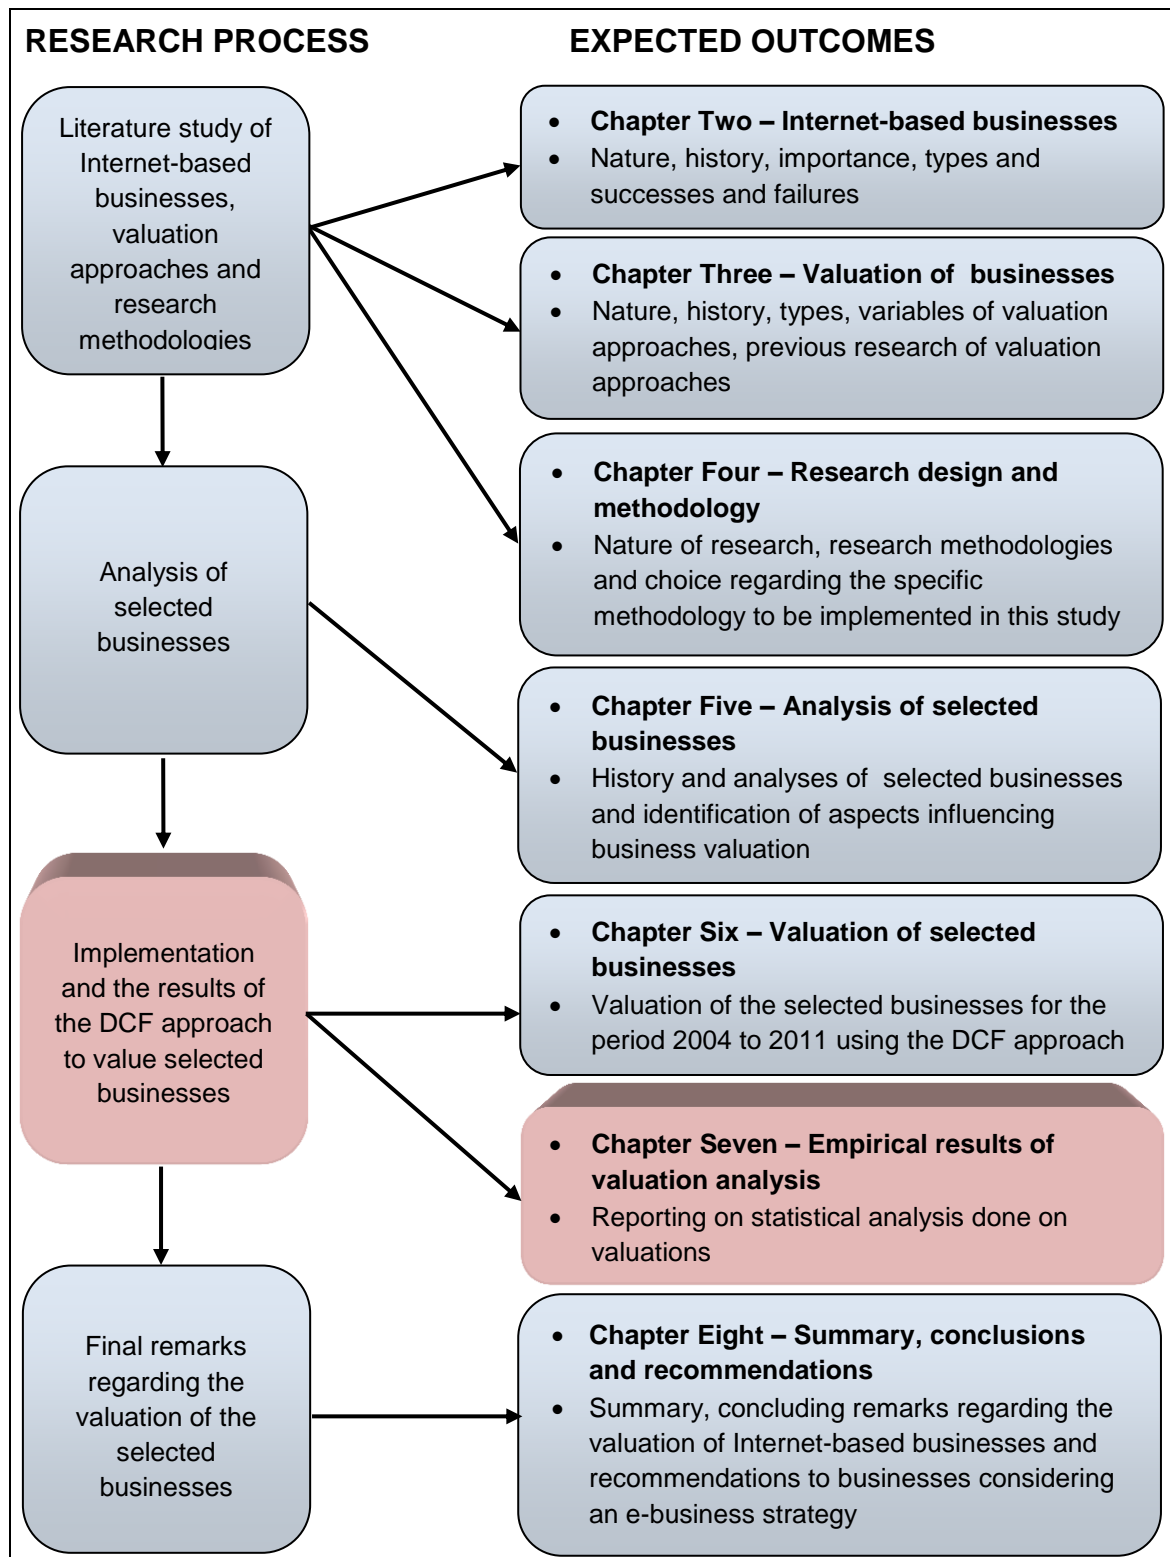 RESEARCH PROCESS
EXPECTED OUTCOMES
Literature study of
Internet-based
businesses,
valuation
approaches and
research
methodologies
Analysis of
selected
businesses
Implementation
and the results of
the DCF approach
to value selected
businesses
Final remarks
regarding the
valuation of the
selected
businesses
• Chapter Two – Internet-based businesses
• Nature, history, importance, types and
successes and failures
• Chapter Three – Valuation of businesses
• Nature, history, types, variables of valuation
approaches, previous research of valuation
approaches
• Chapter Four – Research design and
methodology
• Nature of research, research methodologies
and choice regarding the specific
methodology to be implemented in this study
• Chapter Five – Analysis of selected
businesses
• History and analyses of selected businesses
and identification of aspects influencing
business valuation
• Chapter Six – Valuation of selected
businesses
• Valuation of the selected businesses for the
period 2004 to 2011 using the DCF approach
• Chapter Seven – Empirical results of
valuation analysis
• Reporting on statistical analysis done on
valuations
• Chapter Eight – Summary, conclusions
and recommendations
• Summary, concluding remarks regarding the
valuation of Internet-based businesses and
recommendations to businesses considering
an e-business strategy